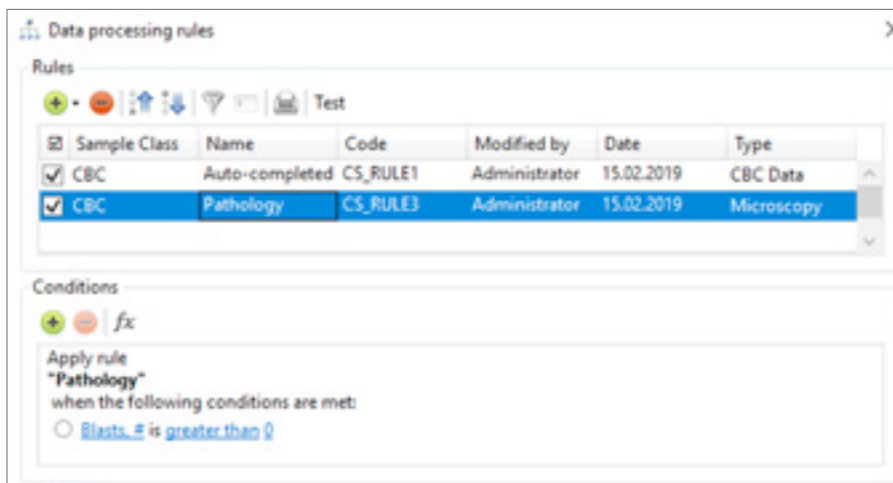 Data processing rules
Rules
Test
Sample Class Name Code Modified by Date Type
CBC Auto-completed CS_RULE1 Administrator 15.02.2019 CBC Data
CBC Pathology CS_RULE3 Administrator 15.02.2019 Microscopy
Conditions
fx
Apply rule
"Pathology"
when the following conditions are met:
Blasts, # is greater than 0